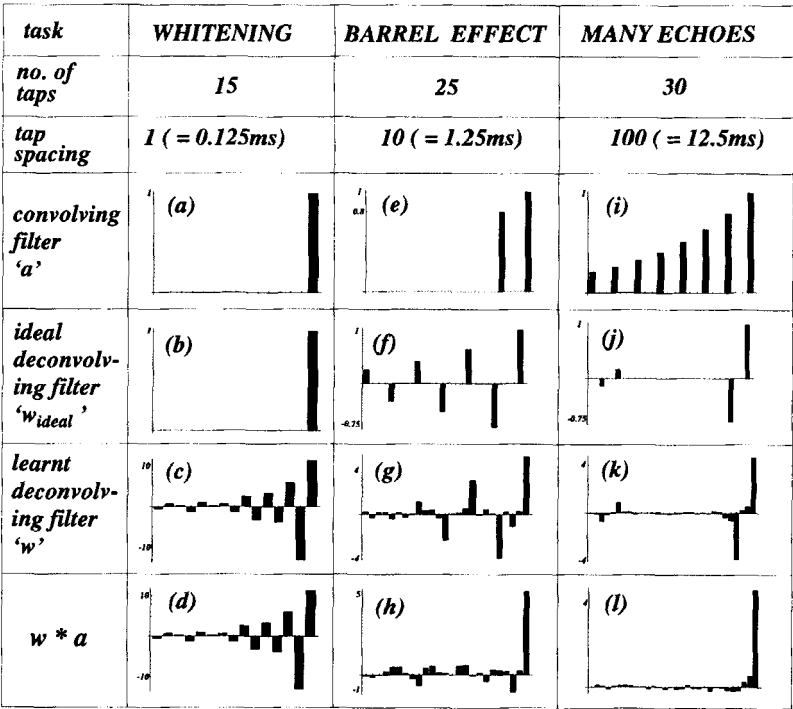 task WHITENING BARREL EFFECT MANY ECHOES
no. of
taps
15 25 30
tap
spacing
1 ( = 0.125ms) 10 ( = 1.25ms) 100 ( = 12.5ms)
convolving
filter
‘a’
(a) 1
(e) 1 0.8
(i) 1
ideal
deconvolv-
ing filter
‘wideal’
(b) 1
(f) 1 -0.75
(j) 1 -0.75
learnt
deconvolv-
ing filter
‘w’
(c) 10 -10
(g) 4 -4
(k) 4 -4
w * a
(d) 10 -10
(h) 5 -1
(l) 4